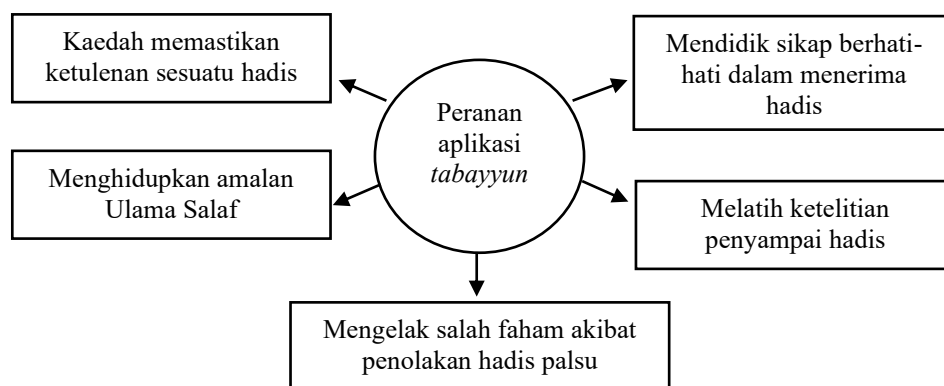 Kaedah memastikan
ketulenan sesuatu hadis
Mendidik sikap berhati-
hati dalam menerima
hadis
Peranan
aplikasi
tabayyun
Menghidupkan amalan
Ulama Salaf
Melatih ketelitian
penyampai hadis
Mengelak salah faham akibat
penolakan hadis palsu